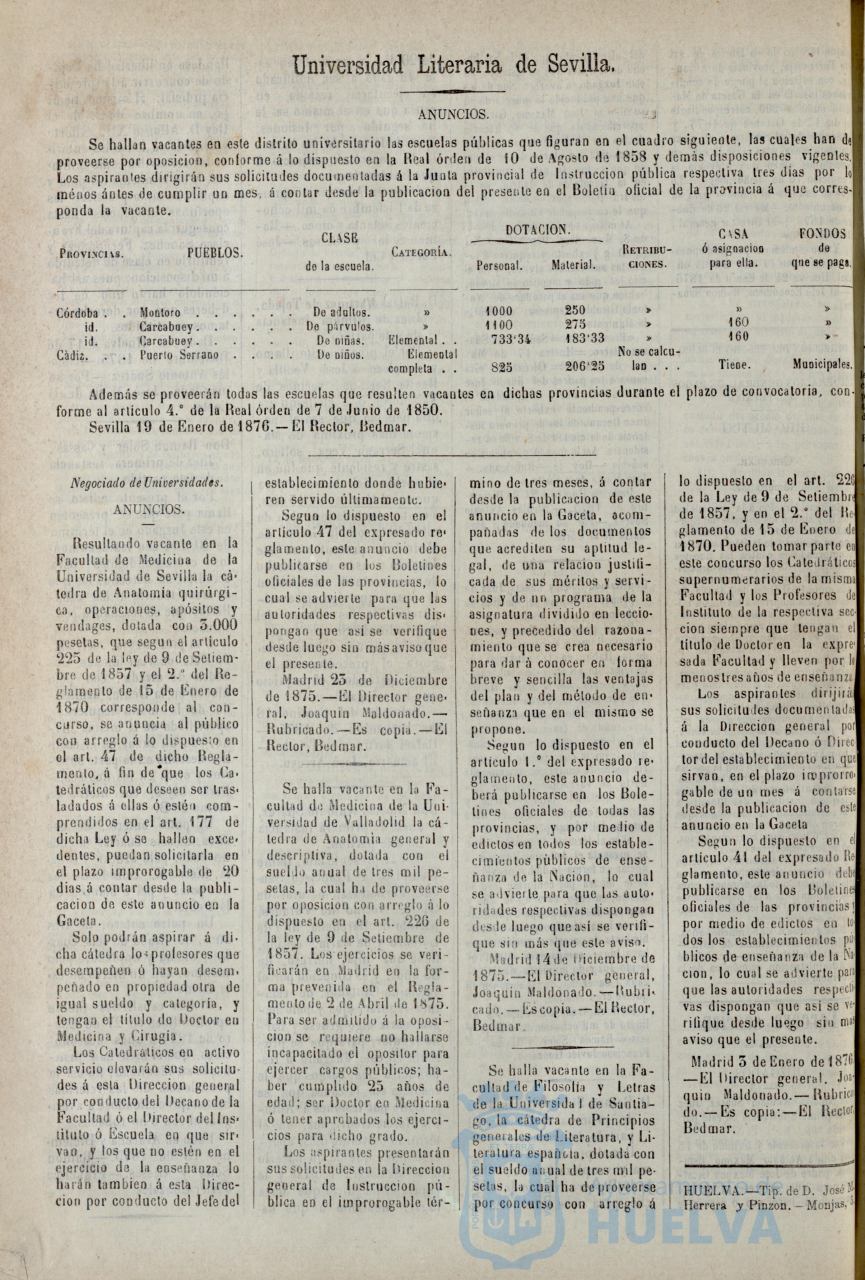 Universidad Literaria de Sevilla.
ANUNCIOS.
Se hallan vacantes en este distrito universitario las escuelas públicas que figuran en el cuadro siguiente, las cuales han de
proveerse por oposicion, conforme á lo dispuesto en la Real órden de 10 de Agosto de 1858 y demás disposiciones vigentes.
Los aspirantes dirigirán sus solicitudes documentadas á la Junta provincial de Instruccion pública respectiva tres dias por lo
ménos ántes de cumplir un mes, á contar desde la publicacion del presente en el Boletin oficial de la provincia á que corres-
ponda la vacante.
PROVINCIAS. PUEBLOS. CLASE de la escuela. CATEGORÍA. DOTACION. Personal. Material. RETRIBU-CIONES. CASA ó asignacion para ella. FONDOS de que se paga.
Córdoba . . Montoro . . . . . . De adultos. » 1000 250 » » »
id. Carcabuey . . . . . . De párvulos. » 1100 275 » 160 »
id. Carcabuey . . . . . . De niñas. Elemental . . 733'34 183'33 » 160 »
Cádiz. . . Puerto Serrano . . . . De niños. Elemental No se calcu-
completa . . 825 206'25 lan . . . Tiene. Municipales.
Además se proveerán todas las escuelas que resulten vacantes en dichas provincias durante el plazo de convocatoria, con-
forme al artículo 4.º de la Real órden de 7 de Junio de 1850.
Sevilla 19 de Enero de 1876.—El Rector, Bedmar.
Negociado de Universidades.
ANUNCIOS.
Resultando vacante en la
Facultad de Medicina de la
Universidad de Sevilla la cá-
tedra de Anatomia quirúrgi-
ca, operaciones, apósitos y
vendages, dotada con 3.000
pesetas, que segun el artículo
225 de la ley de 9 de Setiem-
bre de 1857 y el 2.º del Re-
glamento de 15 de Enero de
1870 corresponde al con-
curso, se anuncia al público
con arreglo á lo dispuesto en
el art. 47 de dicho Regla-
mento, á fin de que los Ca-
tedráticos que deseen ser tras-
ladados á ellas ó estén com-
prendidos en el art. 177 de
dicha Ley ó se hallen exce-
dentes, puedan solicitarla en
el plazo improrogable de 20
dias á contar desde la publi-
cacion de este anuncio en la
Gaceta.
Solo podrán aspirar á di-
cha cátedra los profesores que
desempeñen ó hayan desem-
peñado en propiedad otra de
igual sueldo y categoría, y
tengan el título de Doctor en
Medicina y Cirugia.
Los Catedráticos en activo
servicio elevarán sus solicitu-
des á esta Direccion general
por conducto del Decano de la
Facultad ó el Director del Ins-
tituto ó Escuela en que sir-
van, y los que no estén en el
ejercicio de la enseñanza lo
harán tambien á esta Direc-
cion por conducto del Jefe del
establecimiento donde hubie-
ren servido últimamente.
Segun lo dispuesto en el
artículo 47 del expresado re-
glamento, este anuncio debe
publicarse en los Boletines
oficiales de las provincias, lo
cual se advierte para que las
autoridades respectivas dis-
pongan que así se verifique
desde luego sin más aviso que
el presente.
Madrid 23 de Diciembre
de 1875.—El Director gene-
ral, Joaquin Maldonado.—
Rubricado.—Es copia.—El
Rector, Bedmar.
Se halla vacante en la Fa-
cultad de Medicina de la Uni-
versidad de Valladolid la cá-
tedra de Anatomia general y
descriptiva, dotada con el
sueldo anual de tres mil pe-
setas, la cual ha de proveerse
por oposicion con arreglo á lo
dispuesto en el art. 226 de
la ley de 9 de Setiembre de
1857. Los ejercicios se veri-
ficarán en Madrid en la for-
ma prevenida en el Regla-
mento de 2 de Abril de 1875.
Para ser admitido á la oposi-
cion se requiere no hallarse
incapacitado el opositor para
ejercer cargos públicos; ha-
ber cumplido 25 años de
edad; ser Doctor en Medicina
ó tener aprobados los ejerci-
cios para dicho grado.
Los aspirantes presentarán
sus solicitudes en la Direccion
general de Instruccion pú-
blica en el improrogable tér-
mino de tres meses, á contar
desde la publicacion de este
anuncio en la Gaceta, acom-
pañadas de los documentos
que acrediten su aptitud le-
gal, de una relacion justifi-
cada de sus méritos y servi-
cios y de un programa de la
asignatura dividido en leccio-
nes, y precedido del razona-
miento que se crea necesario
para dar á conocer en forma
breve y sencilla las ventajas
del plan y del método de en-
señanza que en el mismo se
propone.
Segun lo dispuesto en el
artículo 1.º del expresado re-
glamento, este anuncio de-
berá publicarse en los Bole-
tines oficiales de todas las
provincias, y por medio de
edictos en todos los estable-
cimientos públicos de ense-
ñanza de la Nacion, lo cual
se advierte para que las auto-
ridades respectivas dispongan
desde luego que así se verifi-
que sin más que este aviso.
Madrid 14 de Diciembre de
1875.—El Director general,
Joaquin Maldonado.—Rubri-
cado.—Es copia.—El Rector,
Bedmar.
Se halla vacante en la Fa-
cultad de Filosofía y Letras
de la Universidad de Santia-
go, la cátedra de Principios
generales de Literatura, y Li-
teratura española, dotada con
el sueldo anual de tres mil pe-
setas, la cual ha de proveerse
por concurso con arreglo á
lo dispuesto en el art. 226
de la Ley de 9 de Setiembre
de 1857, y en el 2.º del Re-
glamento de 15 de Enero de
1870. Pueden tomar parte en
este concurso los Catedráticos
supernumerarios de la misma
Facultad y los Profesores de
Instituto de la respectiva sec-
cion siempre que tengan el
título de Doctor en la expre-
sada Facultad y lleven por lo
menos tres años de enseñanza.
Los aspirantes dirijirán
sus solicitudes documentadas
á la Direccion general por
conducto del Decano ó Direc-
tor del establecimiento en que
sirvan, en el plazo improrro-
gable de un mes á contarse
desde la publicacion de este
anuncio en la Gaceta
Segun lo dispuesto en el
artículo 41 del expresado Re-
glamento, este anuncio debe
publicarse en los Boletines
oficiales de las provincias y
por medio de edictos en to-
dos los establecimientos pú-
blicos de enseñanza de la Na-
cion, lo cual se advierte para
que las autoridades respecti-
vas dispongan que así se ve-
rifique desde luego sin mas
aviso que el presente.
Madrid 3 de Enero de 1876
—El Director general, Joa-
quin Maldonado.—Rubrica-
do.—Es copia:—El Rector,
Bedmar.
HUELVA.—Tip. de D. José M.
Herrera y Pinzon.—Monjas,
HUELVA